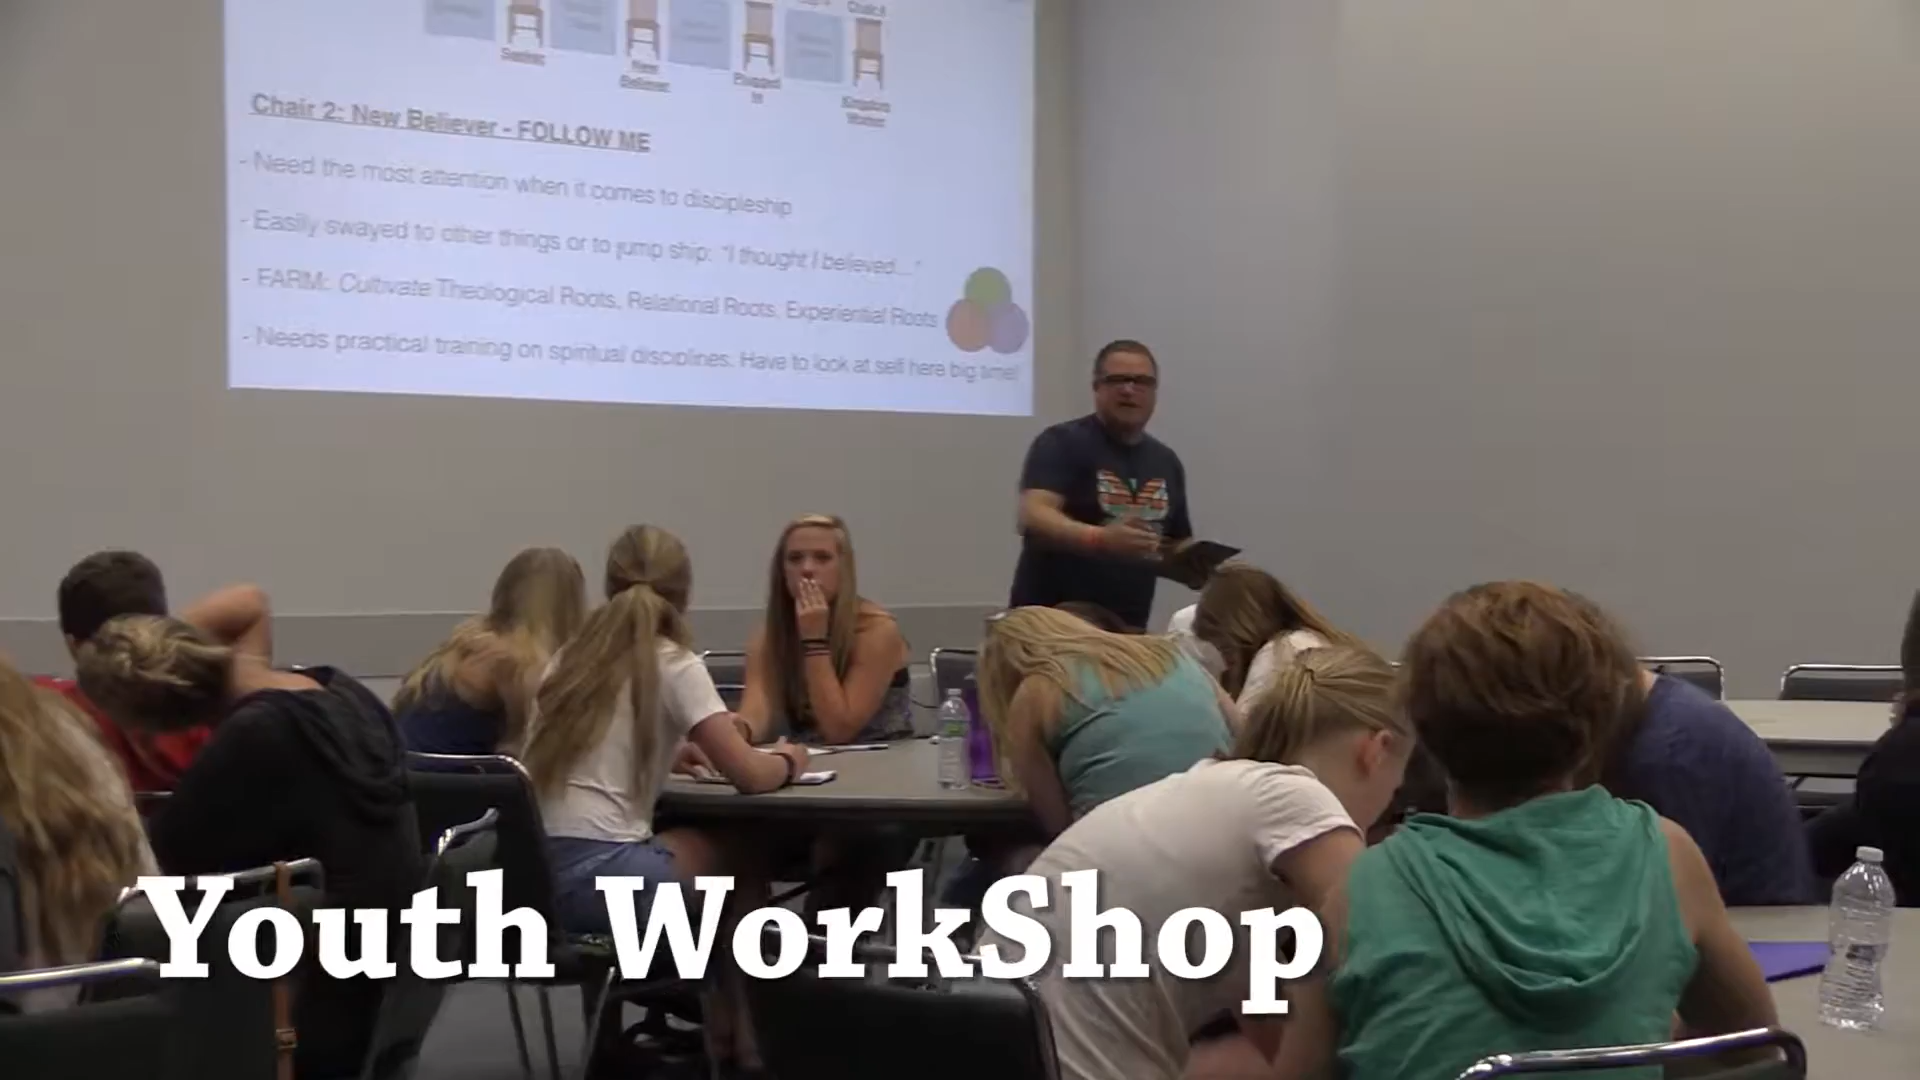 Chair 4
Seeker
New
Believer
Plugged
In
Kingdom
Worker
Chair 2: New Believer - FOLLOW ME
- Need the most attention when it comes to discipleship
- Easily swayed to other things or to jump ship: "I thought I believed..."
- FARM: Cultivate Theological Roots, Relational Roots, Experiential Roots
- Needs practical training on spiritual disciplines. Have to look at self here big time!
Youth WorkShop